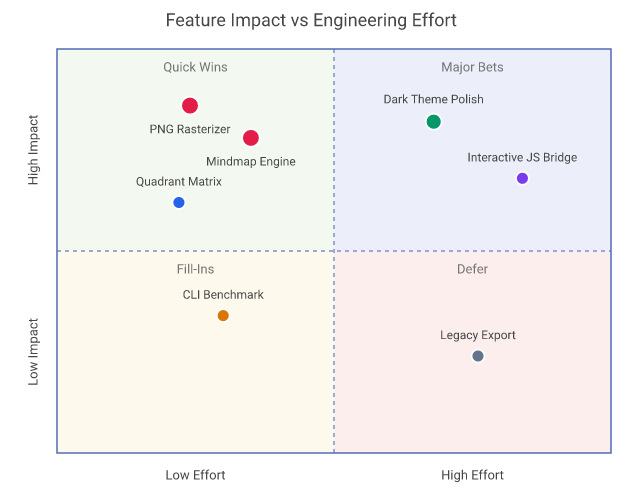 Feature Impact vs Engineering Effort
Quick Wins
Major Bets
Dark Theme Polish
PNG Rasterizer
Mindmap Engine
Interactive JS Bridge
Quadrant Matrix
High Impact
Fill-Ins
Defer
CLI Benchmark
Legacy Export
Low Impact
Low Effort
High Effort